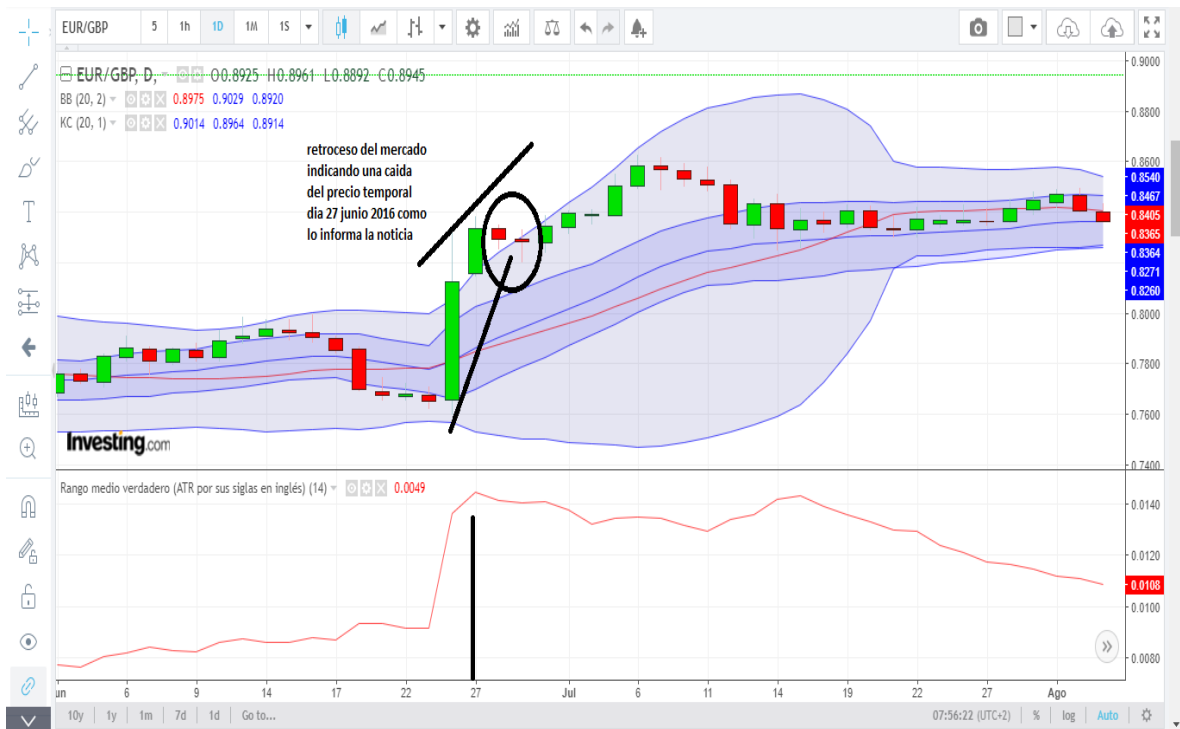 EUR/GBP 5 1h 1D 1M 1S
EUR/GBP, D, O0.8925 H0.8961 L0.8892 C0.8945
BB (20, 2) 0.8975 0.9029 0.8920
KC (20, 1) 0.9014 0.8964 0.8914
retroceso del mercado
indicando una caida
del precio temporal
dia 27 junio 2016 como
lo informa la noticia
0.9000
0.8800
0.8600
0.8540
0.8467
0.8405
0.8365
0.8364
0.8271
0.8260
0.8000
0.7800
0.7600
0.7400
Investing.com
Rango medio verdadero (ATR por sus siglas en inglés) (14) 0.0049
0.0140
0.0120
0.0108
0.0100
0.0080
un 6 9 14 17 22 27 Jul 6 11 14 19 22 27 Ago
10y 1y 1m 7d 1d Go to... 07:56:22 (UTC+2) % log Auto